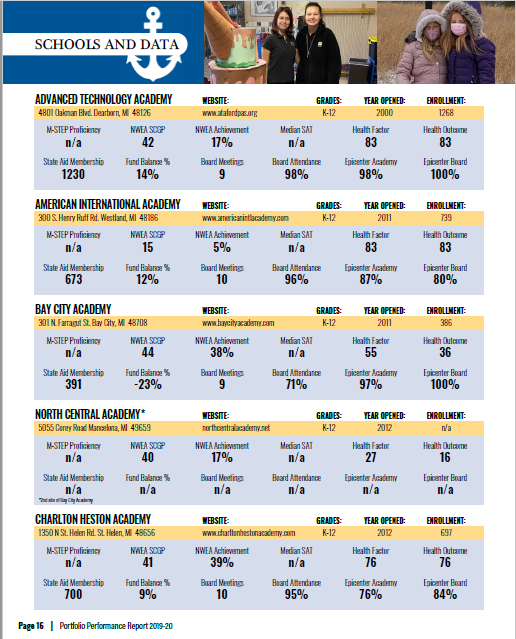 SCHOOLS AND DATA
ADVANCED TECHNOLOGY ACADEMY WEBSITE: GRADES: YEAR OPENED: ENROLLMENT:
4801 Oakman Blvd. Dearborn, MI 48126 www.atafordpas.org K-12 2000 1268
M-STEP Proficiency NWEA SCGP NWEA Achievement Median SAT Health Factor Health Outcome
n/a 42 17% n/a 83 83
State Aid Membership Fund Balance % Board Meetings Board Attendance Epicenter Academy Epicenter Board
1230 14% 9 98% 98% 100%
AMERICAN INTERNATIONAL ACADEMY WEBSITE: GRADES: YEAR OPENED: ENROLLMENT:
300 S. Henry Ruff Rd. Westland, MI 48186 www.americanintlacademy.com K-12 2011 739
M-STEP Proficiency NWEA SCGP NWEA Achievement Median SAT Health Factor Health Outcome
n/a 15 5% n/a 83 83
State Aid Membership Fund Balance % Board Meetings Board Attendance Epicenter Academy Epicenter Board
673 12% 10 96% 87% 80%
BAY CITY ACADEMY WEBSITE: GRADES: YEAR OPENED: ENROLLMENT:
301 N. Farragut St. Bay City, MI 48708 www.baycityacademy.com K-12 2011 386
M-STEP Proficiency NWEA SCGP NWEA Achievement Median SAT Health Factor Health Outcome
n/a 44 38% n/a 55 36
State Aid Membership Fund Balance % Board Meetings Board Attendance Epicenter Academy Epicenter Board
391 -23% 9 71% 97% 100%
NORTH CENTRAL ACADEMY* WEBSITE: GRADES: YEAR OPENED: ENROLLMENT:
5055 Corey Road Mancelona, MI 49659 northcentralacademy.net K-12 2012 n/a
M-STEP Proficiency NWEA SCGP NWEA Achievement Median SAT Health Factor Health Outcome
n/a 40 17% n/a 27 16
State Aid Membership Fund Balance % Board Meetings Board Attendance Epicenter Academy Epicenter Board
n/a n/a n/a n/a n/a n/a
*2nd site of Bay City Academy
CHARLTON HESTON ACADEMY WEBSITE: GRADES: YEAR OPENED: ENROLLMENT:
1350 N St. Helen Rd. St. Helen, MI 48656 www.charltonhestonacademy.com K-12 2012 697
M-STEP Proficiency NWEA SCGP NWEA Achievement Median SAT Health Factor Health Outcome
n/a 41 39% n/a 76 76
State Aid Membership Fund Balance % Board Meetings Board Attendance Epicenter Academy Epicenter Board
700 9% 10 95% 76% 84%
Page 16 | Portfolio Performance Report 2019-20